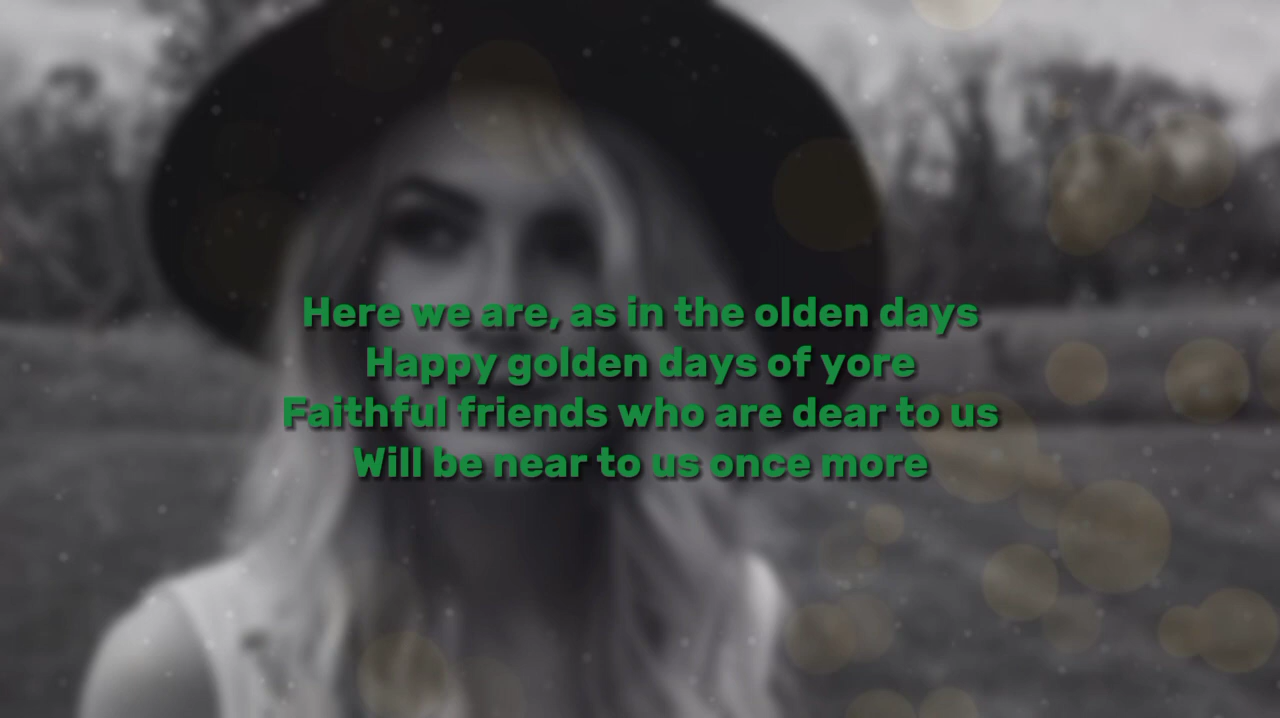 Here we are, as in the olden days
Happy golden days of yore
Faithful friends who are dear to us
Will be near to us once more